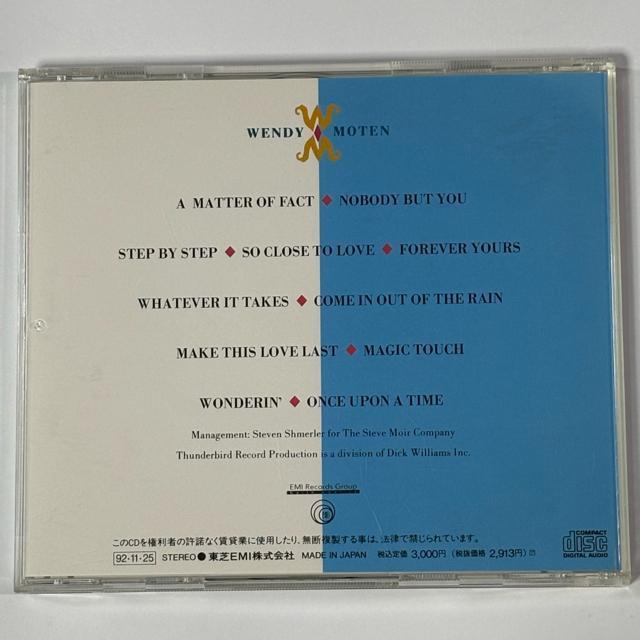 WENDY MOTEN
A MATTER OF FACT ◆ NOBODY BUT YOU
STEP BY STEP ◆ SO CLOSE TO LOVE ◆ FOREVER YOURS
WHATEVER IT TAKES ◆ COME IN OUT OF THE RAIN
MAKE THIS LOVE LAST ◆ MAGIC TOUCH
WONDERIN' ◆ ONCE UPON A TIME
Management: Steven Shmerler for The Steve Moir Company
Thunderbird Record Production is a division of Dick Williams Inc.
EMI Records Group
このCDを権利者の許諾なく賃貸業に使用したり、無断複製する事は、法律で禁じられています。
92·11·25 STEREO ● 東芝EMI株式会社 MADE IN JAPAN 税込定価 3,000円 (税抜価格 2,913円)
COMPACT
disc
DIGITAL AUDIO